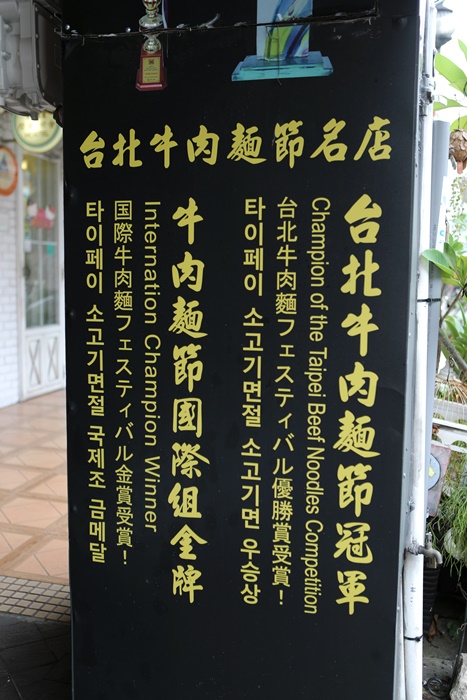 台北牛肉麵節名店
台北牛肉麵節冠軍
Champion of the Taipei Beef Noodles Competition
台北牛肉麵フェスティバル優勝賞受賞！
타이페이 소고기면절 소고기면 우승상
牛肉麵節國際組金牌
Internation Champion Winner
国際牛肉麵フェスティバル金賞受賞！
타이페이 소고기면절 국제조 금메달